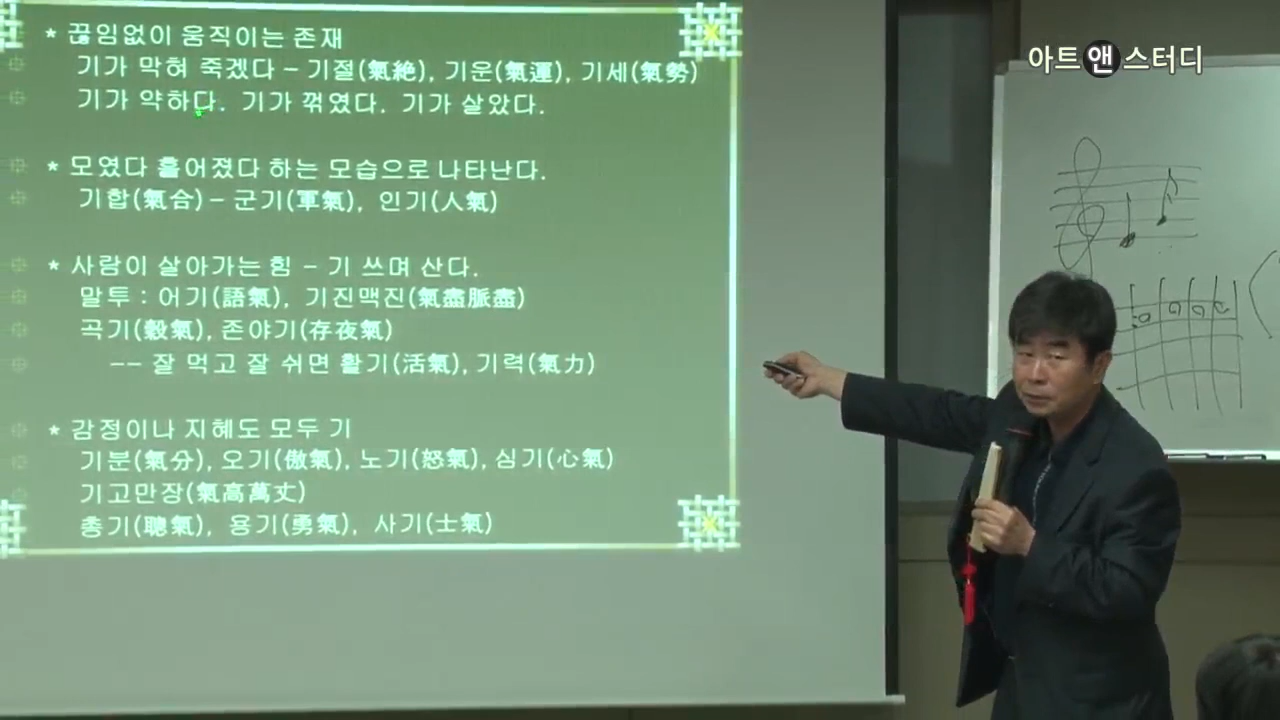 * 끊임없이 움직이는 존재
기가 막혀 죽겠다 – 기절(氣絶), 기운(氣運), 기세(氣勢)
기가 약하다. 기가 꺾였다. 기가 살았다.
* 모였다 흩어졌다 하는 모습으로 나타난다.
기합(氣合) – 군기(軍氣), 인기(人氣)
* 사람이 살아가는 힘 – 기 쓰며 산다.
말투 : 어기(語氣), 기진맥진(氣盡脈盡)
곡기(穀氣), 존야기(存夜氣)
-- 잘 먹고 잘 쉬면 활기(活氣), 기력(氣力)
* 감정이나 지혜도 모두 기
기분(氣分), 오기(傲氣), 노기(怒氣), 심기(心氣)
기고만장(氣高萬丈)
총기(聰氣), 용기(勇氣), 사기(士氣)
아트앤스터디